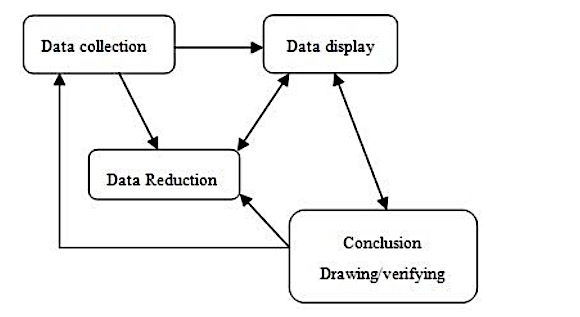 Data collection
Data display
Data Reduction
Conclusion
Drawing/verifying